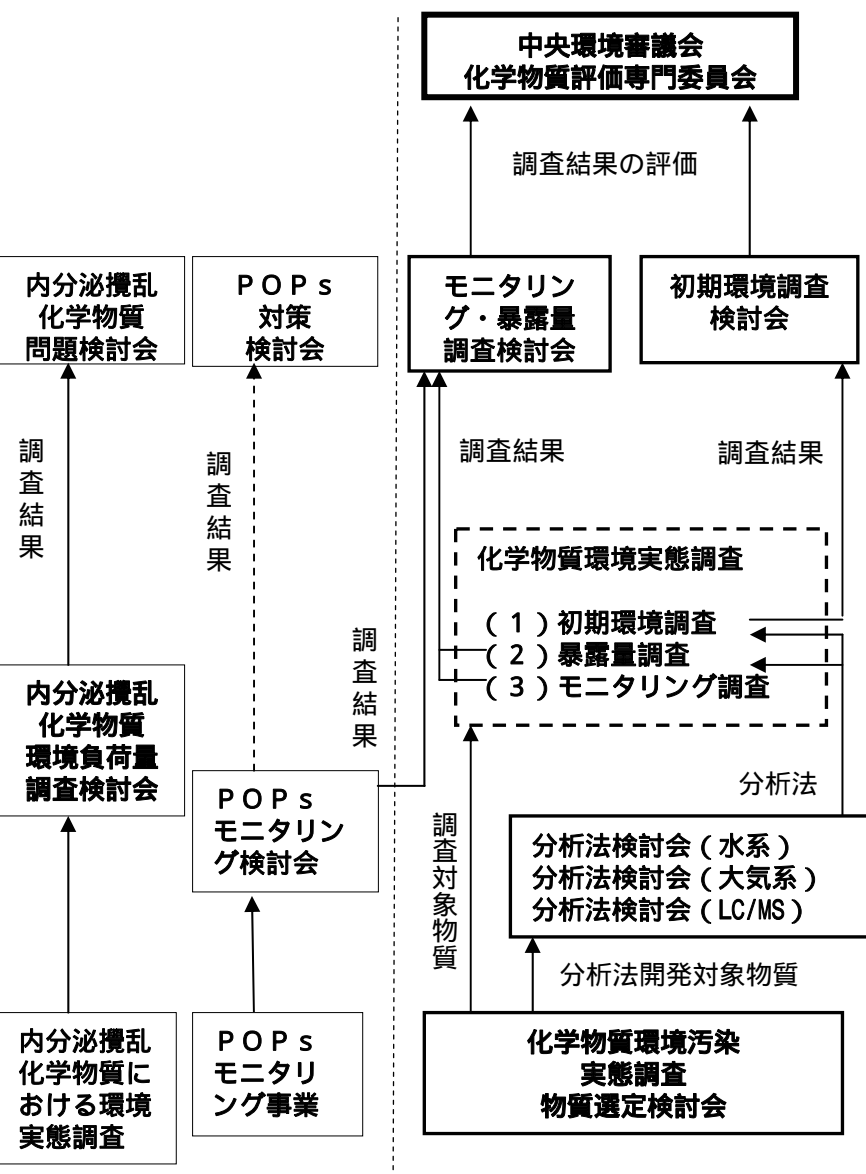 中央環境審議会
化学物質評価専門委員会
調査結果の評価
内分泌攪乱
化学物質
問題検討会
ＰＯＰｓ
対策
検討会
モニタリン
グ・暴露量
調査検討会
初期環境調査
検討会
調査結果
調査結果
調査結果
調査結果
化学物質環境実態調査
（１）初期環境調査
（２）暴露量調査
（３）モニタリング調査
調査結果
内分泌攪乱
化学物質
環境負荷量
調査検討会
ＰＯＰｓ
モニタリン
グ検討会
分析法
調査対象物質
分析法検討会（水系）
分析法検討会（大気系）
分析法検討会（LC/MS）
分析法開発対象物質
内分泌攪乱
化学物質に
おける環境
実態調査
ＰＯＰｓ
モニタリ
ング事業
化学物質環境汚染
実態調査
物質選定検討会